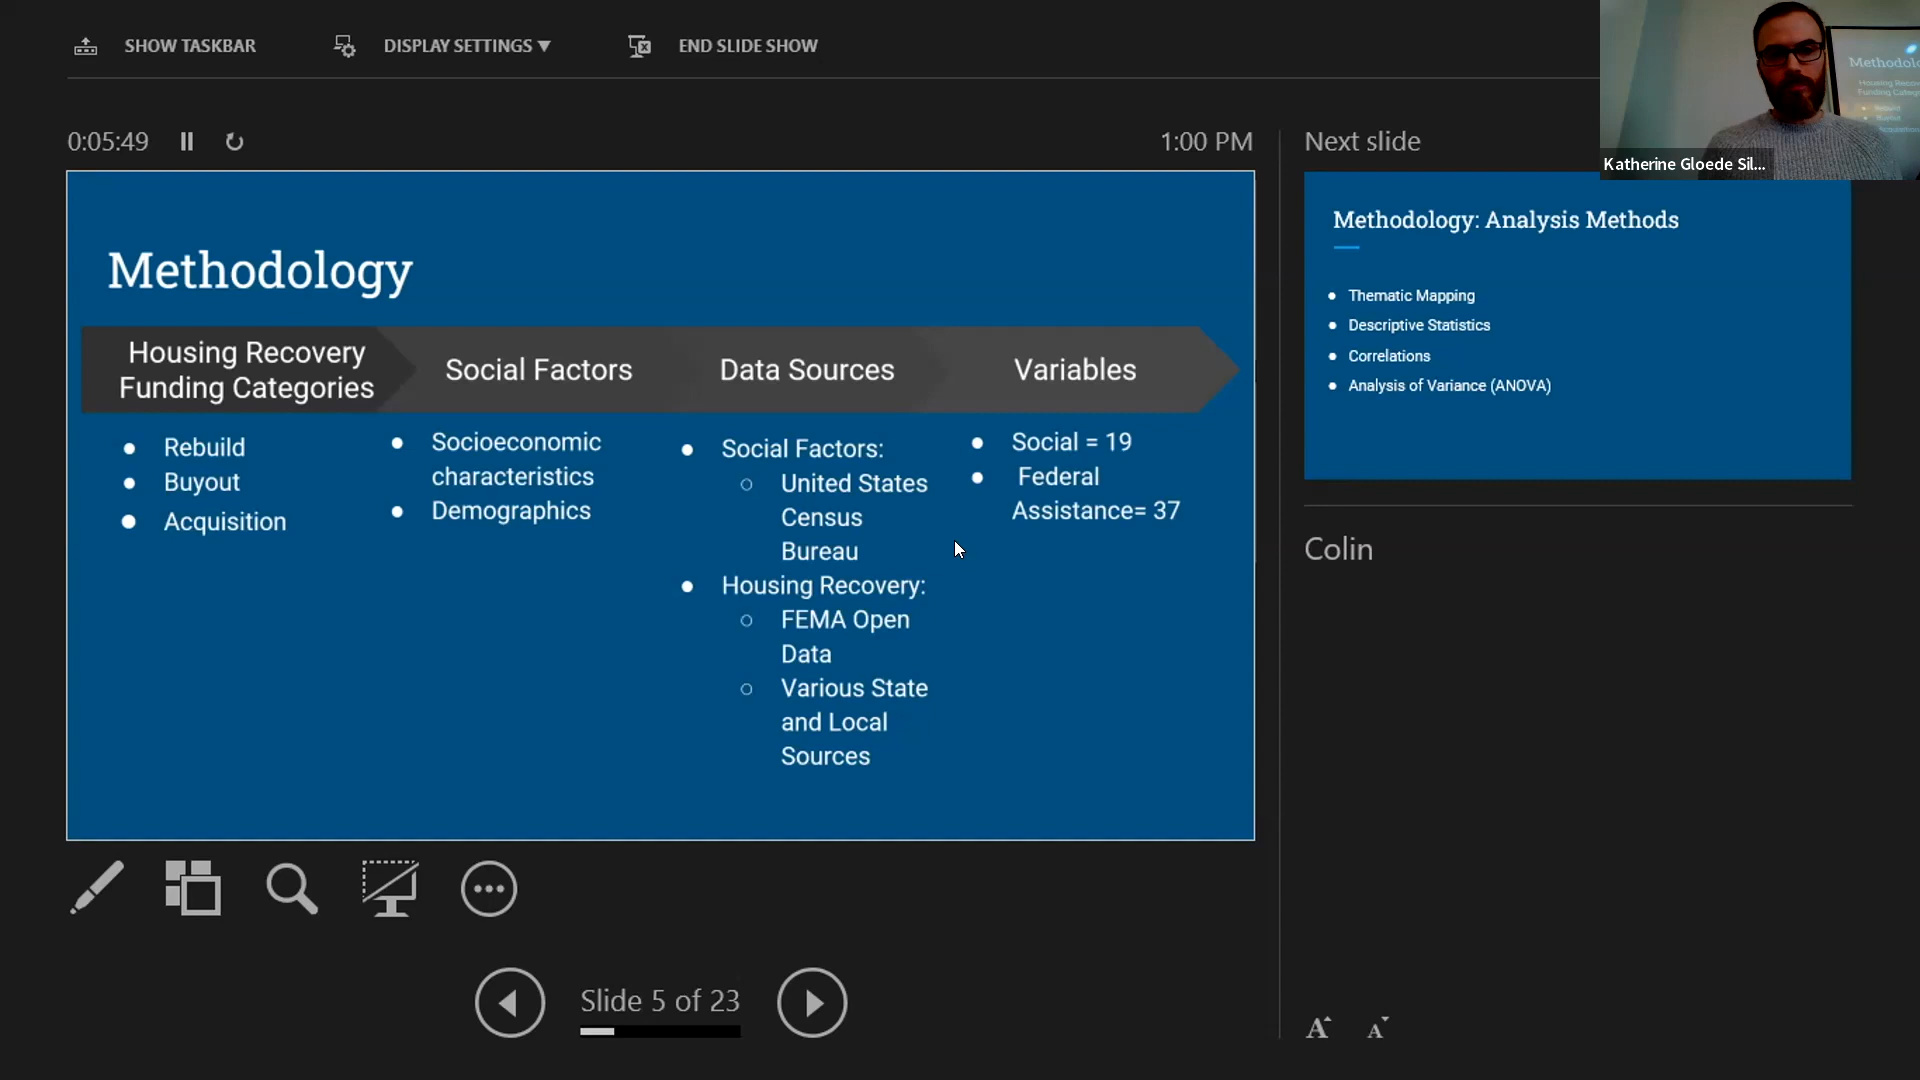 SHOW TASKBAR
DISPLAY SETTINGS ▼
END SLIDE SHOW
0:05:49
1:00 PM
Methodology
Housing Recovery
Funding Categories
Social Factors
Data Sources
Variables
● Rebuild
● Buyout
● Acquisition
● Socioeconomic
characteristics
● Demographics
● Social Factors:
○ United States
Census
Bureau
● Housing Recovery:
○ FEMA Open
Data
○ Various State
and Local
Sources
● Social = 19
● Federal
Assistance= 37
Slide 5 of 23
Next slide
Methodology: Analysis Methods
● Thematic Mapping
● Descriptive Statistics
● Correlations
● Analysis of Variance (ANOVA)
Colin
A A
Katherine Gloede Sil...
Methodolo